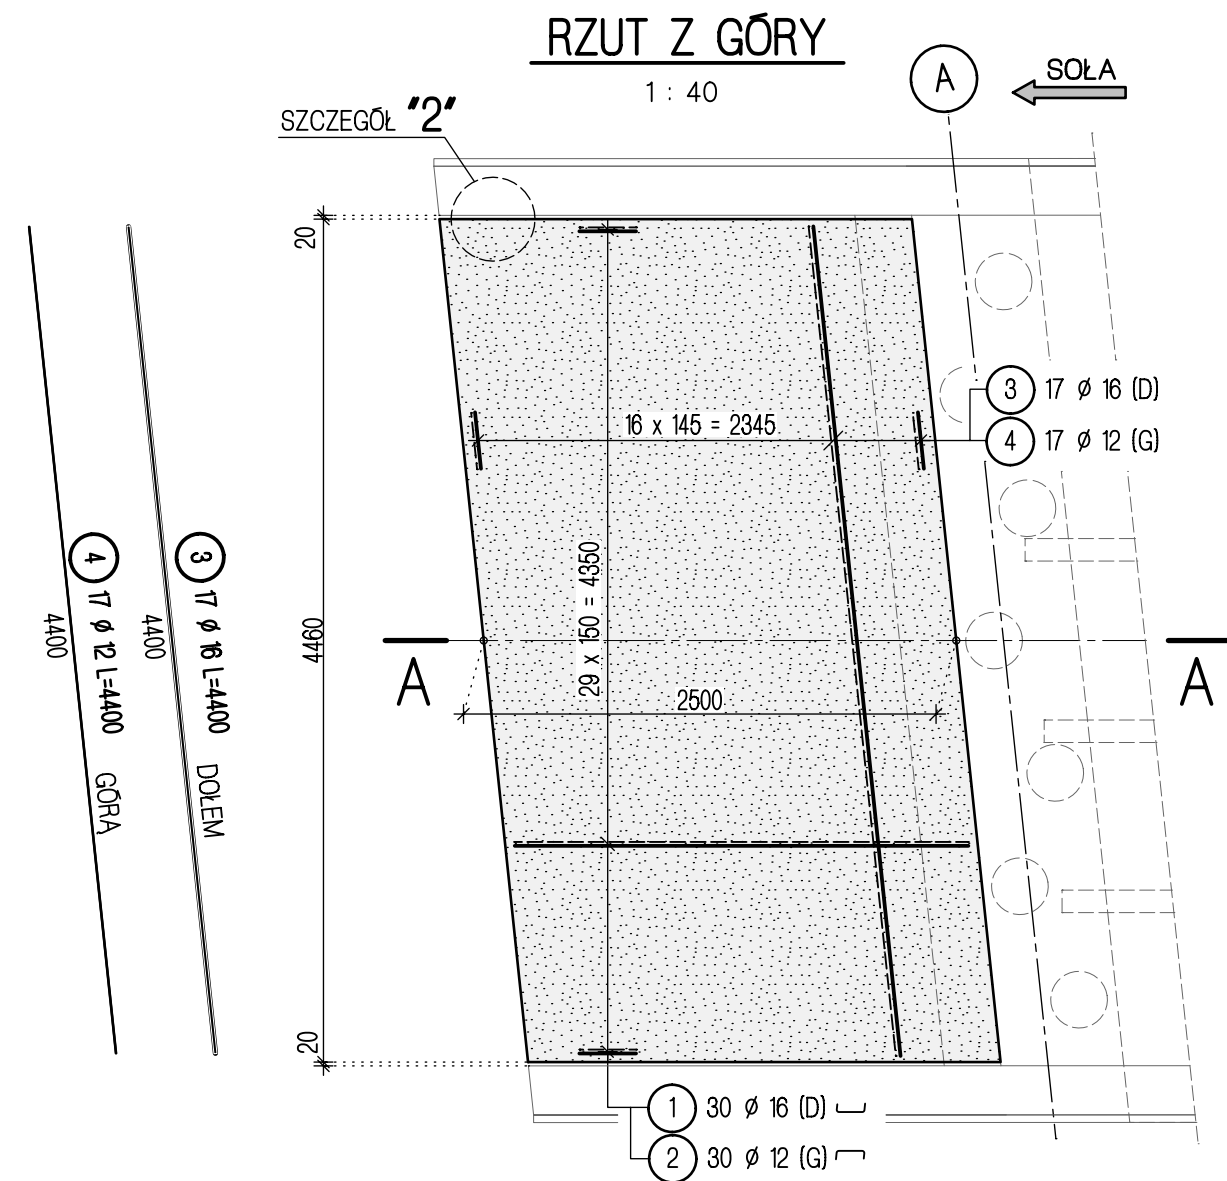 RZUT Z GÓRY
1 : 40
A
SOŁA
SZCZEGÓŁ "2"
20
3 17 ø 16 (D)
16 x 145 = 2345
4 17 ø 12 (G)
29 x 150 = 4350
4460
2500
A
A
4 17 ø 12 L=4400 GÓRĄ
4400
3 17 ø 16 L=4400 DOŁEM
4400
20
1 30 ø 16 (D)
2 30 ø 12 (G)